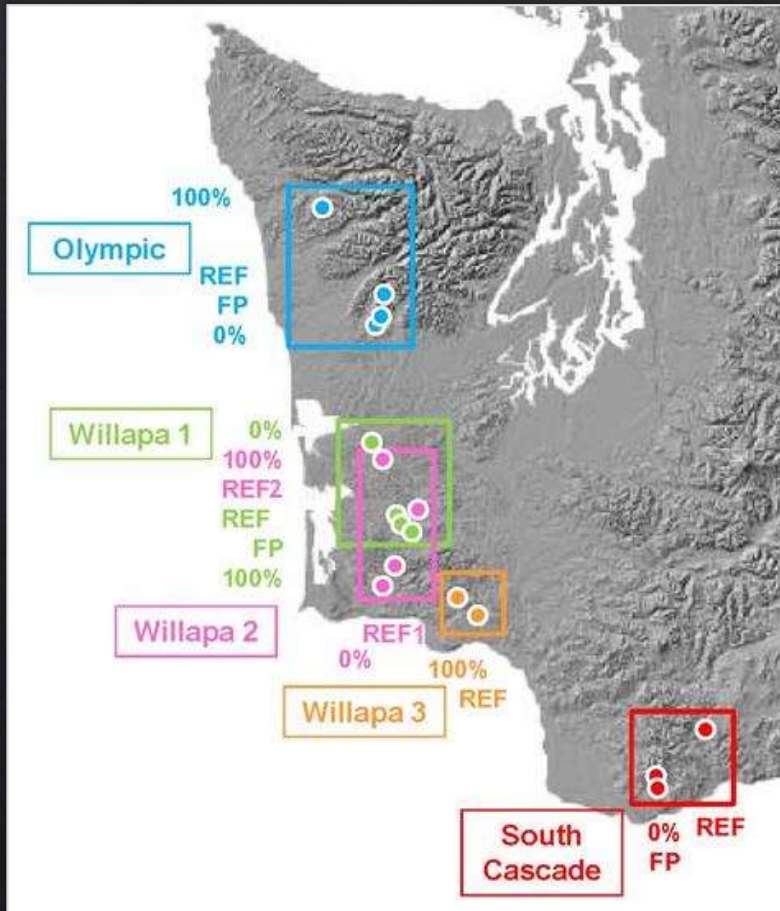 100%
Olympic
REF
FP
0%
Willapa 1
0%
100%
REF2
REF
FP
100%
Willapa 2
REF1
0%
100%
REF
Willapa 3
South
Cascade
0%
FP
REF